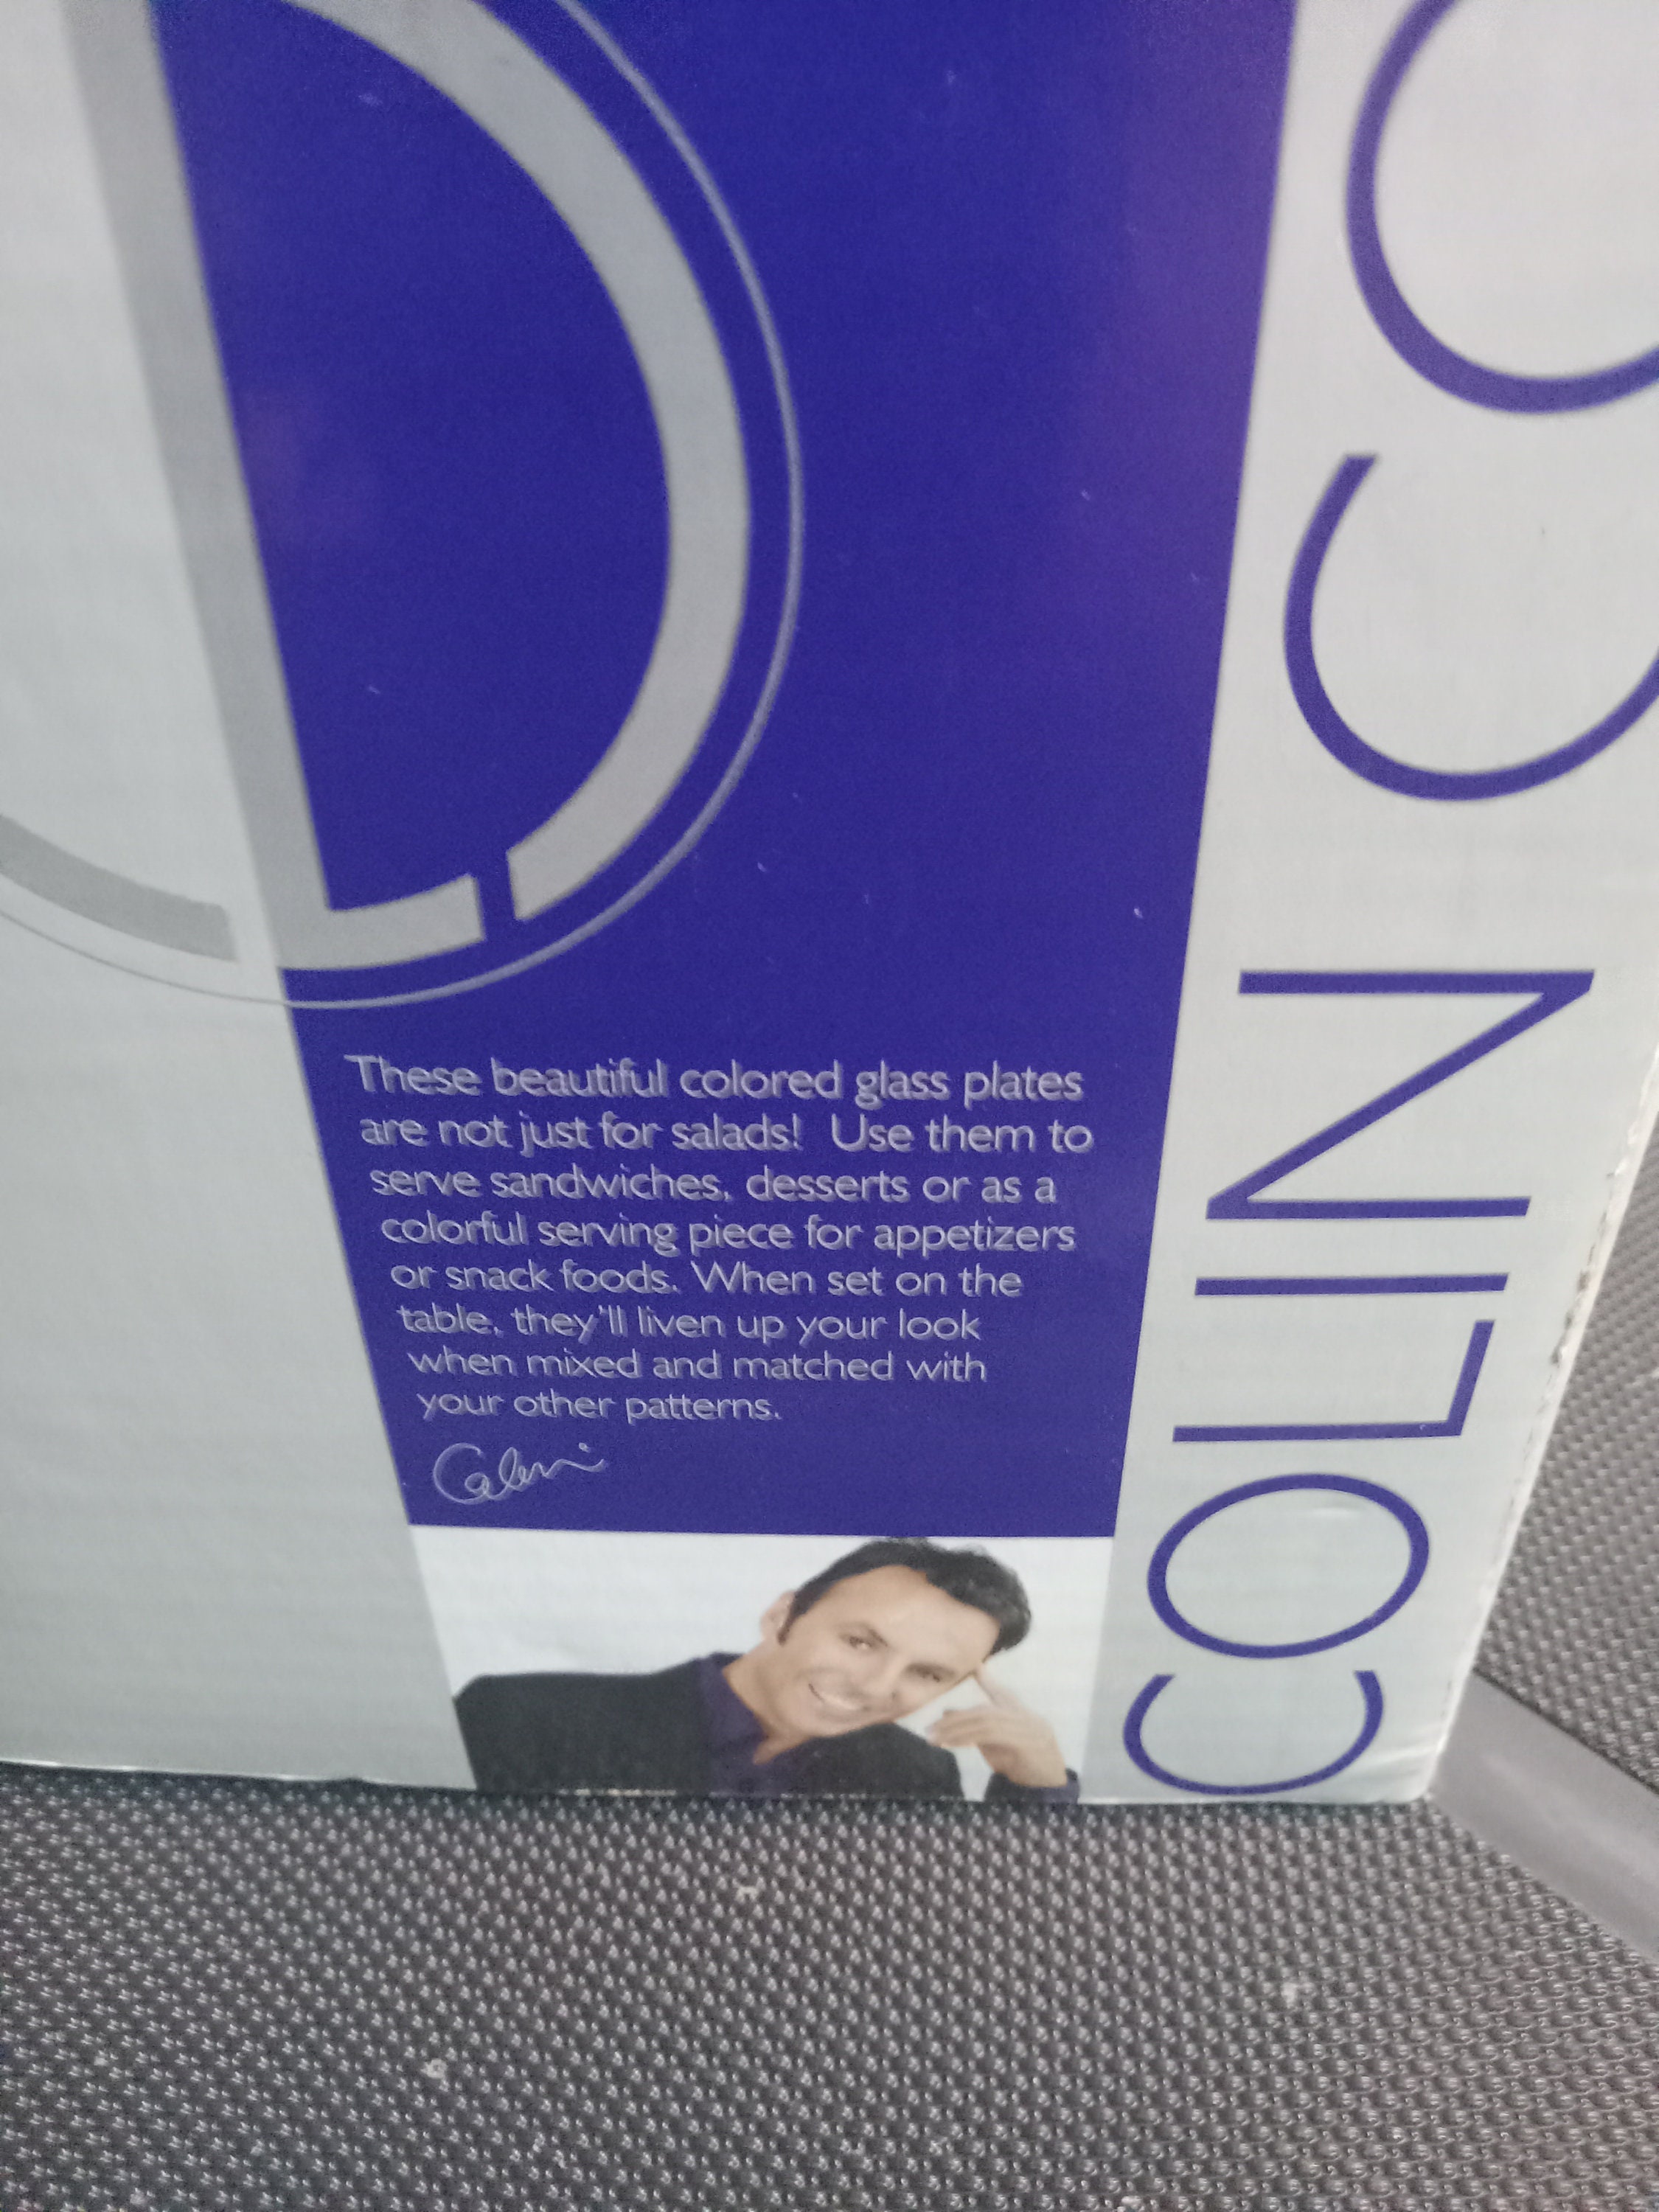 These beautiful colored glass plates
are not just for salads! Use them to
serve sandwiches, desserts or as a
colorful serving piece for appetizers
or snack foods. When set on the
table, they'll liven up your look
when mixed and matched with
your other patterns.
Colin
COLIN CO